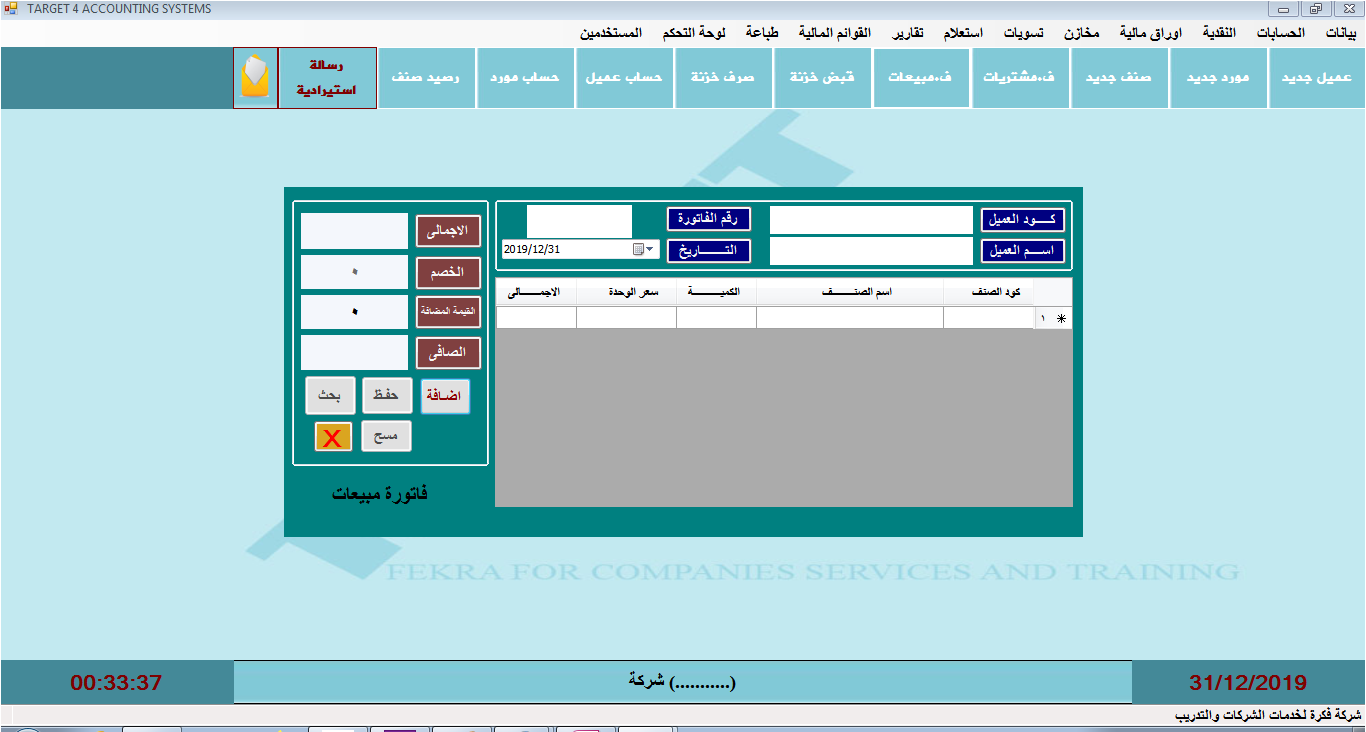 TARGET 4 ACCOUNTING SYSTEMS
بيانات الحسابات النقدية اوراق مالية مخازن تسويات استعلام تقارير القوائم المالية طباعة لوحة التحكم المستخدمين
عميل جديد مورد جديد صنف جديد ف.مشتريات ف.مبيعات قبض خزنة صرف خزنة حساب عميل حساب مورد رصيد صنف رسالة
استيرادية
كـــود العميل رقم الفاتورة
اســم العميل التــــاريخ 2019/12/31
كود الصنف اسم الصنــــف الكميــــة سعر الوحدة الاجمــــالى
١
الاجمالى
الخصم ٠
القيمة المضافة ٠
الصافى
اضافة حفظ بحث
مسح X
فاتورة مبيعات
FEKRA FOR COMPANIES SERVICES AND TRAINING
31/12/2019
شركة (...........)
00:33:37
شركة فكرة لخدمات الشركات والتدريب